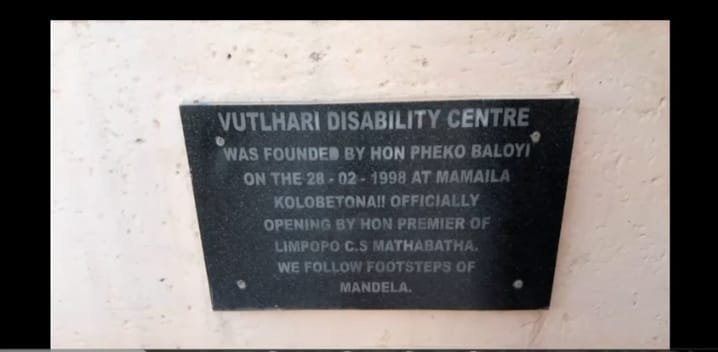 VUTLHARI DISABILITY CENTRE
WAS FOUNDED BY HON PHEKO BALOYI
ON THE 28 - 02 - 1998 AT MAMAILA
KOLOBETONA!! OFFICIALLY
OPENING BY HON PREMIER OF
LIMPOPO C.S MATHABATHA.
WE FOLLOW FOOTSTEPS OF
MANDELA.